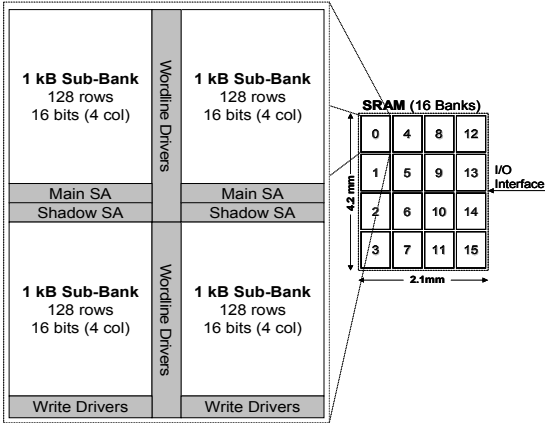 1 kB Sub-Bank
128 rows
16 bits (4 col)
Wordline Drivers
1 kB Sub-Bank
128 rows
16 bits (4 col)
Main SA
Main SA
Shadow SA
Shadow SA
1 kB Sub-Bank
128 rows
16 bits (4 col)
Wordline Drivers
1 kB Sub-Bank
128 rows
16 bits (4 col)
Write Drivers
Write Drivers
SRAM (16 Banks)
0 4 8 12
1 5 9 13
2 6 10 14
3 7 11 15
4.2 mm
2.1mm
I/O
Interface